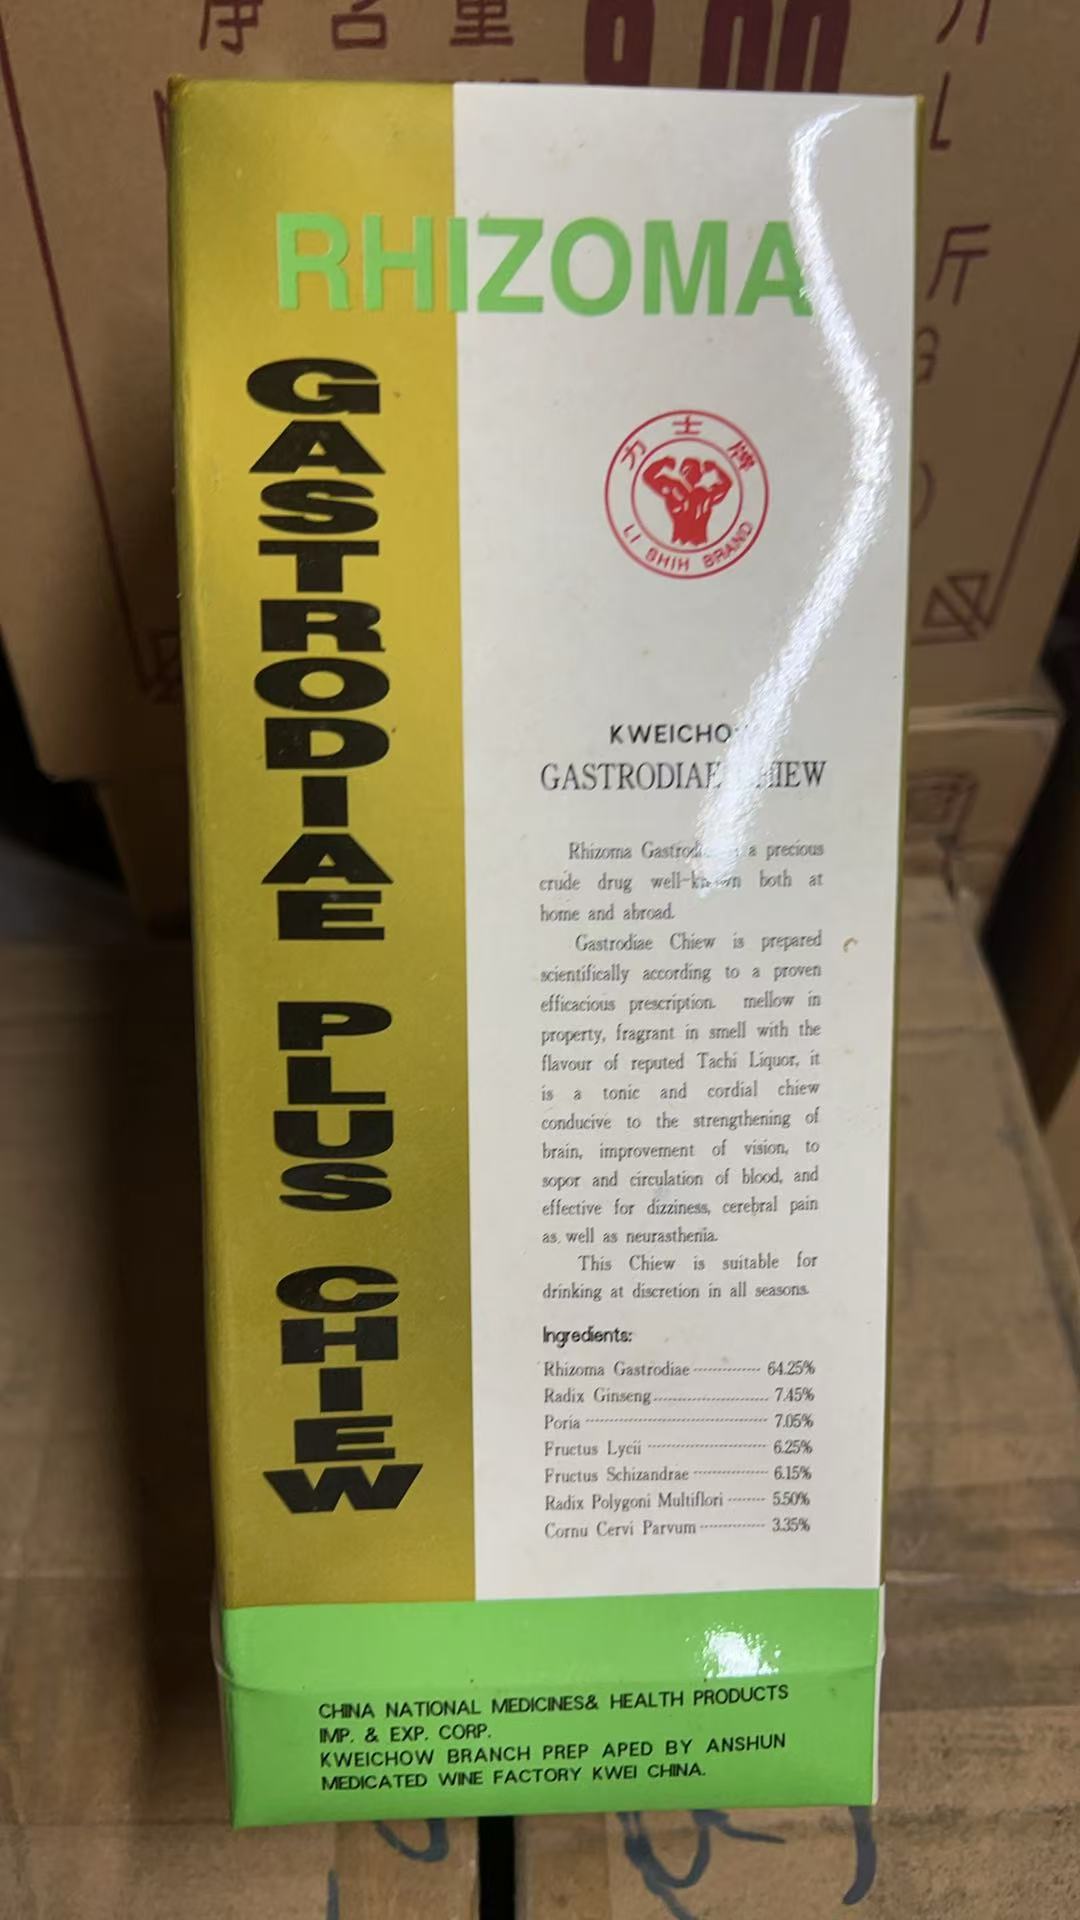 净含量 9.00
RHIZOMA
GASTRODIAE PLUS CHIEW
力士牌
LI SHIH BRAND
斤
GASTRODIAE
Rhizoma a precious
crude drug both at
home and abroad.
Gastrodiae Chiew is prepared
scientifically according to a proven
efficacious prescription. mellow in
property, fragrant in smell with the
flavour of reputed Tachi Liquor, it
is a tonic and cordial chiew
conducive to the strengthening of
brain, improvement of vision, to
sopor and circulation of blood, and
effective for dizziness, cerebral pain
as. well as neurasthenia.
This Chiew is suitable for
drinking at discretion in all seasons.
Ingredients:
Rhizoma Gastrodiae 64.25%
Radix Ginseng 7.45%
Poria 7.05%
Fructus Lycii 6.25%
Fructus Schizandrae 6.15%
Radix Polygoni Multiflori 5.50%
Cornu Cervi Parvum 3.35%
CHINA NATIONAL MEDICINES& HEALTH PRODUCTS
IMP. & EXP. CORP.
KWEICHOW BRANCH PREP APED BY ANSHUN
MEDICATED WINE FACTORY KWEI CHINA.